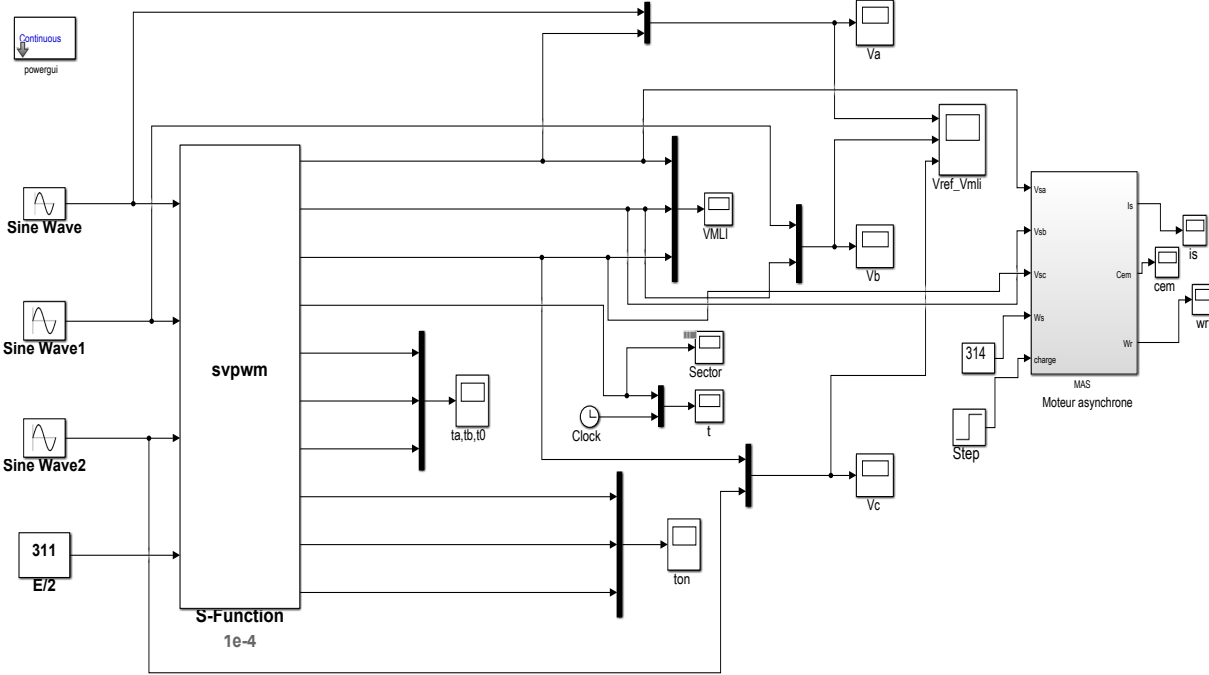 Continuous
powergui
Va
Vref_Vmli
Sine Wave
VMLI
Vsa
Is
is
Vsb
Vb
Vsc
Cem
cem
Sine Wave1
svpwm
Sector
Ws
314
Wr
wr
charge
MAS
Moteur asynchrone
ta,tb,t0
Clock
t
Step
Sine Wave2
Vc
311
E/2
ton
S-Function
1e-4